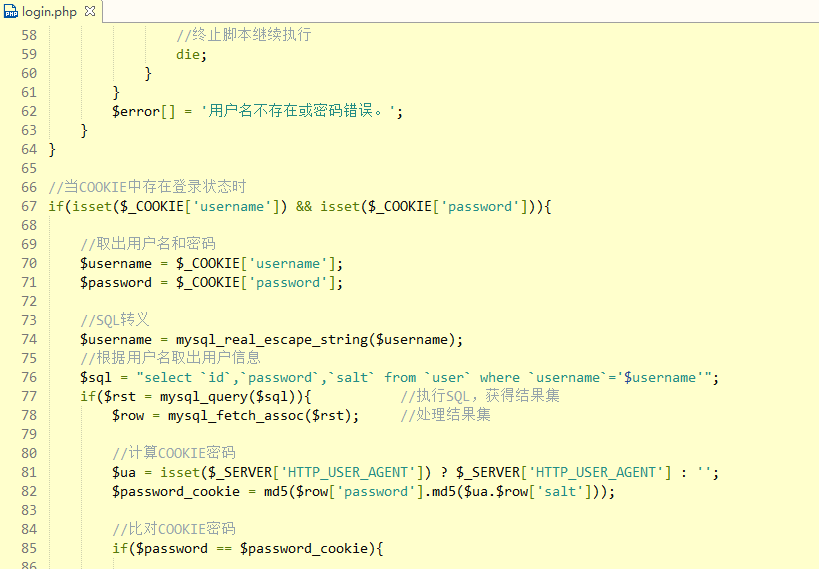 login.php
58 //终止脚本继续执行
59 die;
60 }
61 }
62 $error[] = '用户名不存在或密码错误。';
63 }
64 }
65
66 //当COOKIE中存在登录状态时
67 if(isset($_COOKIE['username']) && isset($_COOKIE['password'])){
68
69 //取出用户名和密码
70 $username = $_COOKIE['username'];
71 $password = $_COOKIE['password'];
72
73 //SQL转义
74 $username = mysql_real_escape_string($username);
75 //根据用户名取出用户信息
76 $sql = "select `id`,`password`,`salt` from `user` where `username`='$username'";
77 if($rst = mysql_query($sql)){ //执行SQL，获得结果集
78 $row = mysql_fetch_assoc($rst); //处理结果集
79
80 //计算COOKIE密码
81 $ua = isset($_SERVER['HTTP_USER_AGENT']) ? $_SERVER['HTTP_USER_AGENT'] : '';
82 $password_cookie = md5($row['password'].md5($ua.$row['salt']));
83
84 //比对COOKIE密码
85 if($password == $password_cookie){
86